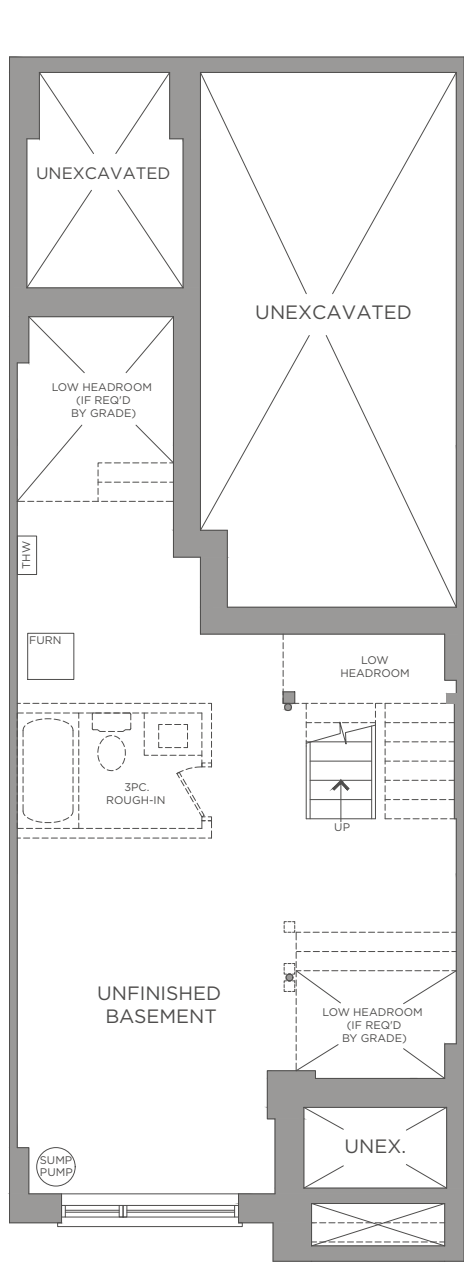 UNEXCAVATED
UNEXCAVATED
LOW HEADROOM
(IF REQ'D
BY GRADE)
THW
FURN
LOW
HEADROOM
3PC.
ROUGH-IN
UP
UNFINISHED
BASEMENT
LOW HEADROOM
(IF REQ'D
BY GRADE)
UNEX.
SUMP
PUMP